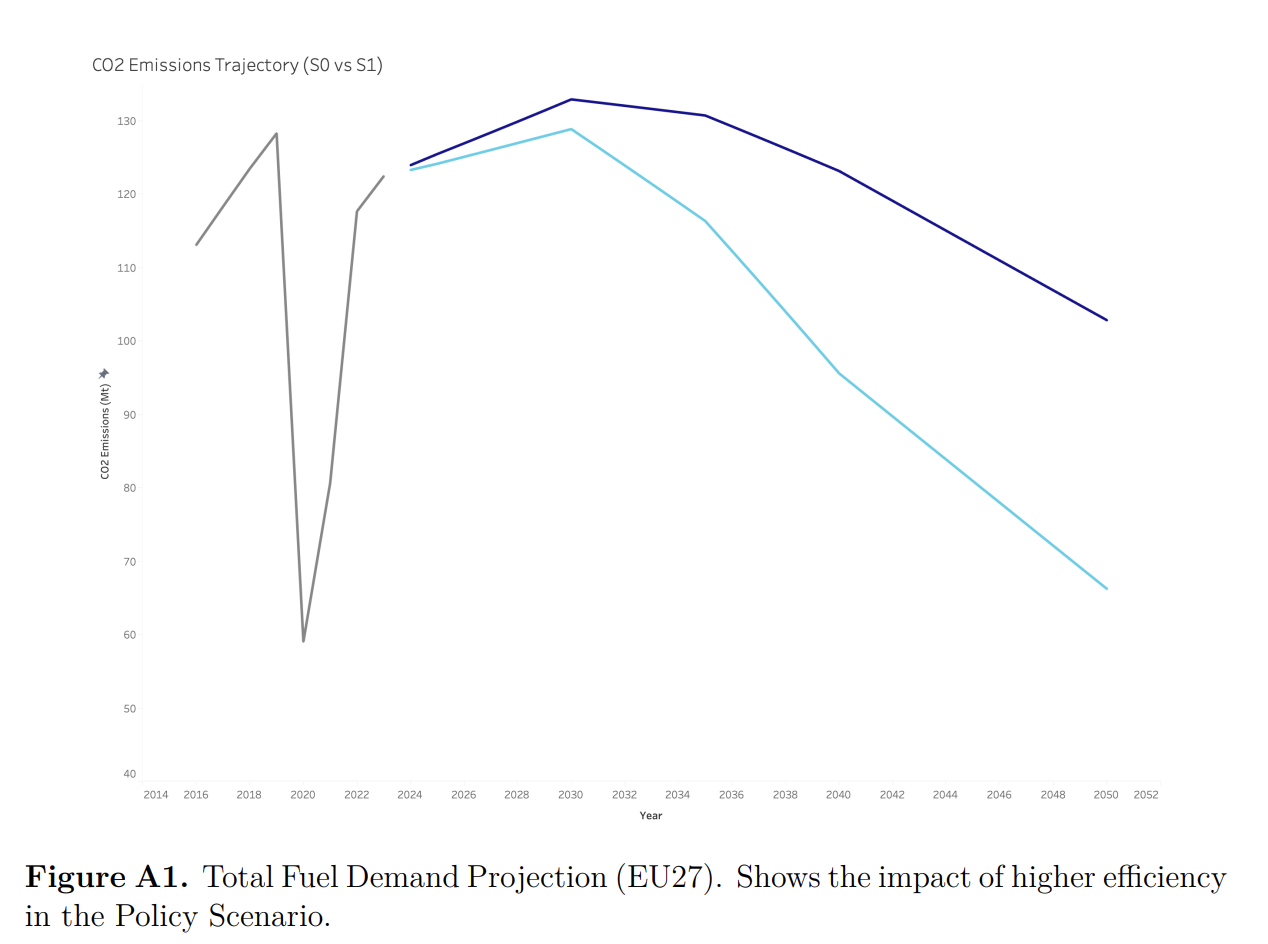 CO2 Emissions Trajectory (S0 vs S1)
130
120
110
100
90
80
70
60
50
40
CO2 Emissions (Mt)
2014 2016 2018 2020 2022 2024 2026 2028 2030 2032 2034 2036 2038 2040 2042 2044 2046 2048 2050 2052
Year
Figure A1. Total Fuel Demand Projection (EU27). Shows the impact of higher efficiency
in the Policy Scenario.